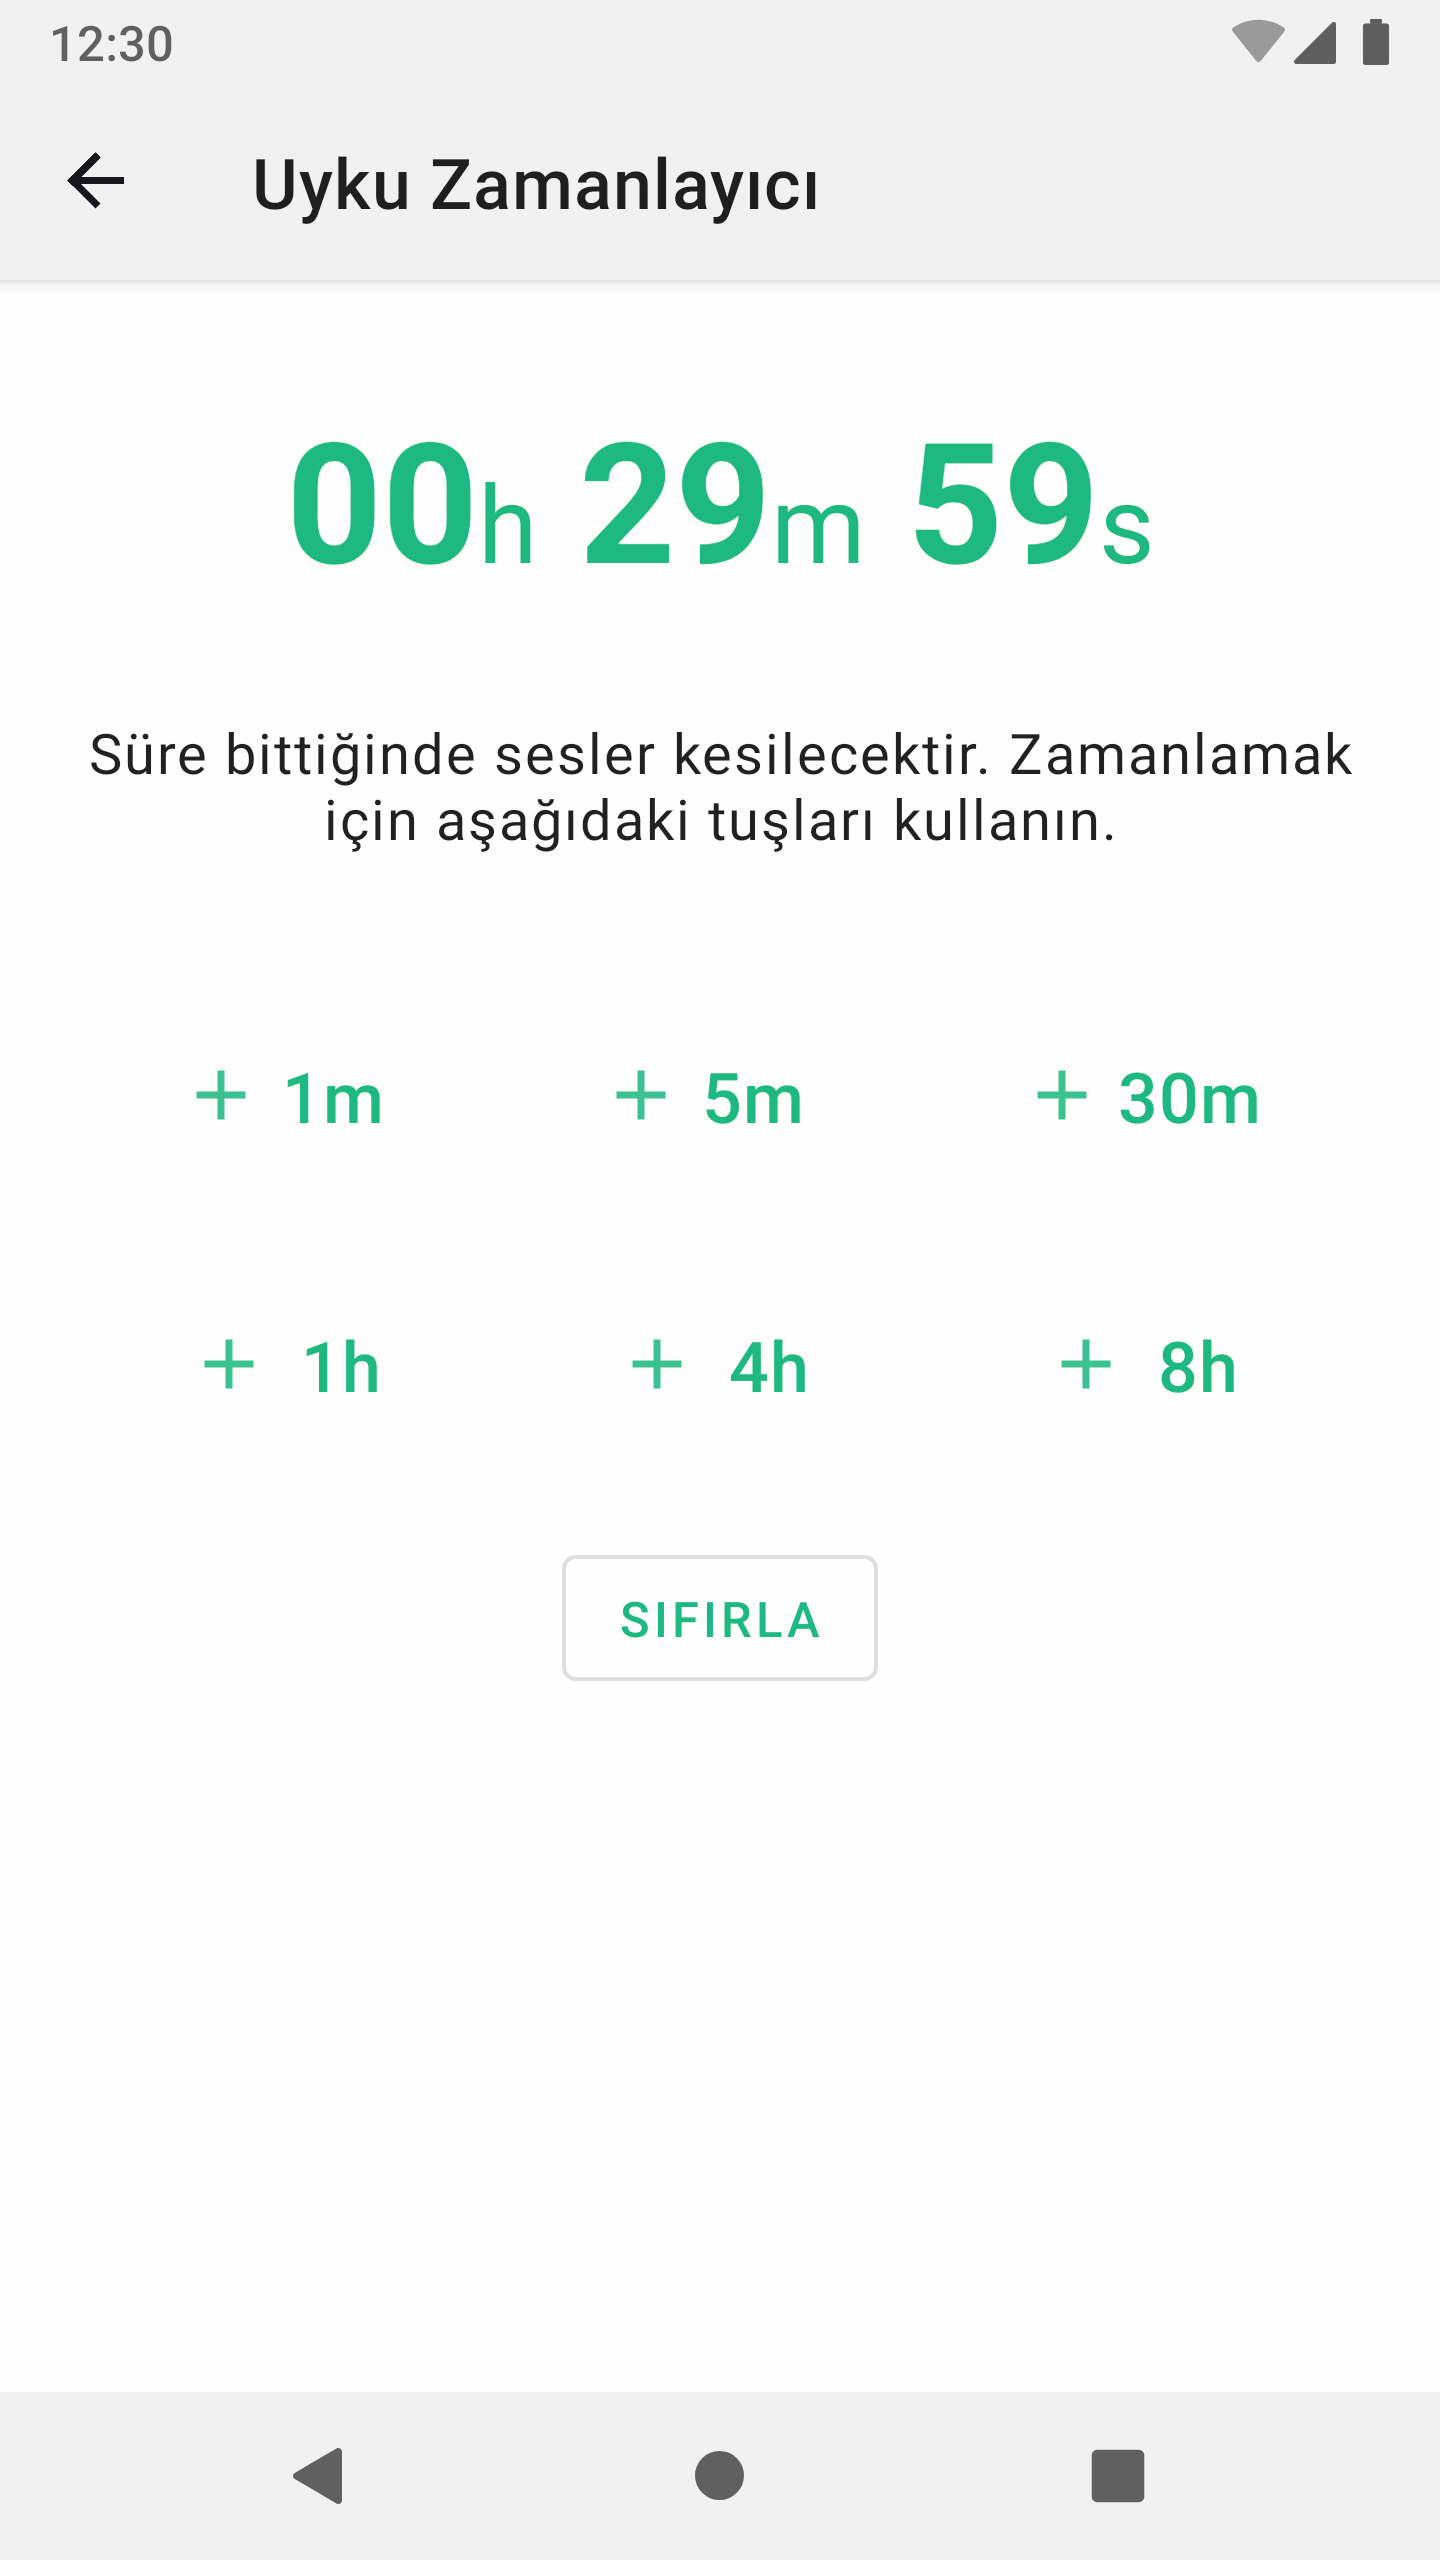 12:30
Uyku Zamanlayıcı
00h 29m 59s
Süre bittiğinde sesler kesilecektir. Zamanlamak
için aşağıdaki tuşları kullanın.
+ 1m + 5m + 30m
+ 1h + 4h + 8h
SIFIRLA